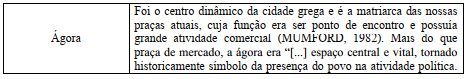 Foi o centro dinâmico da cidade grega e é a matriarca das nossas
praças atuais, cuja função era ser ponto de encontro e possuía
Ágora
grande atividade comercial (MUMFORD, 1982). Mais do que
praça de mercado, a ágora era “[...] espaço central e vital, tornado
historicamente símbolo da presença do povo na atividade política.